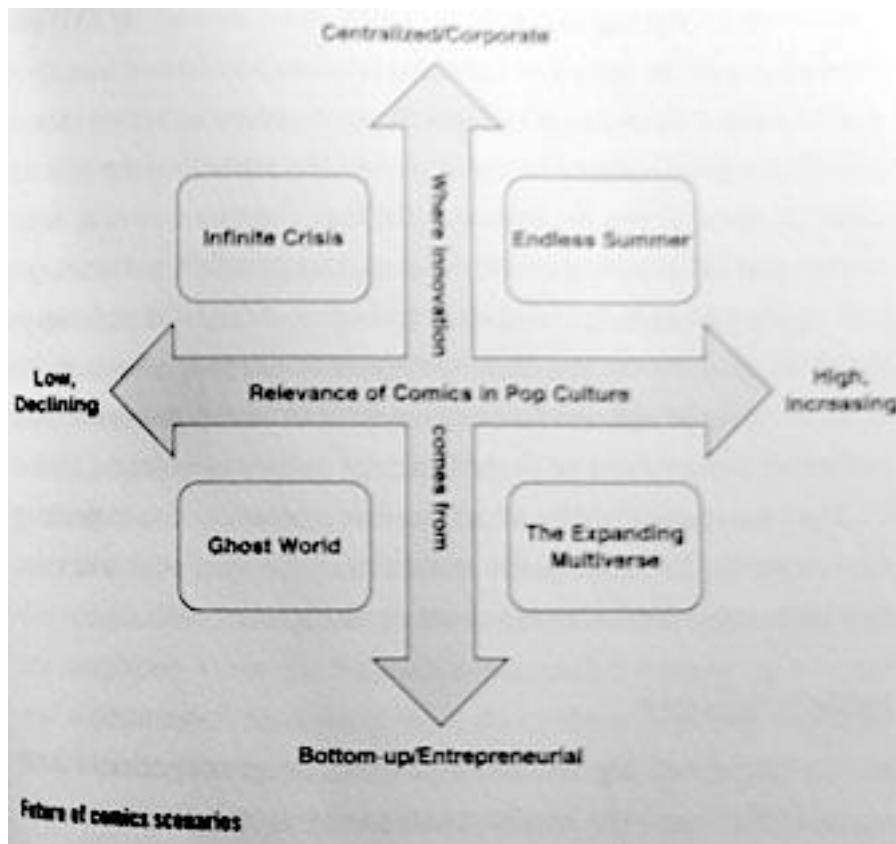 Centralized/Corporate
Infinite Crisis
Endless Summer
Where innovation comes from
Low,
Declining
Relevance of Comics in Pop Culture
High,
Increasing
Ghost World
The Expanding
Multiverse
Bottom-up/Entrepreneurial
Future of comics scenarios